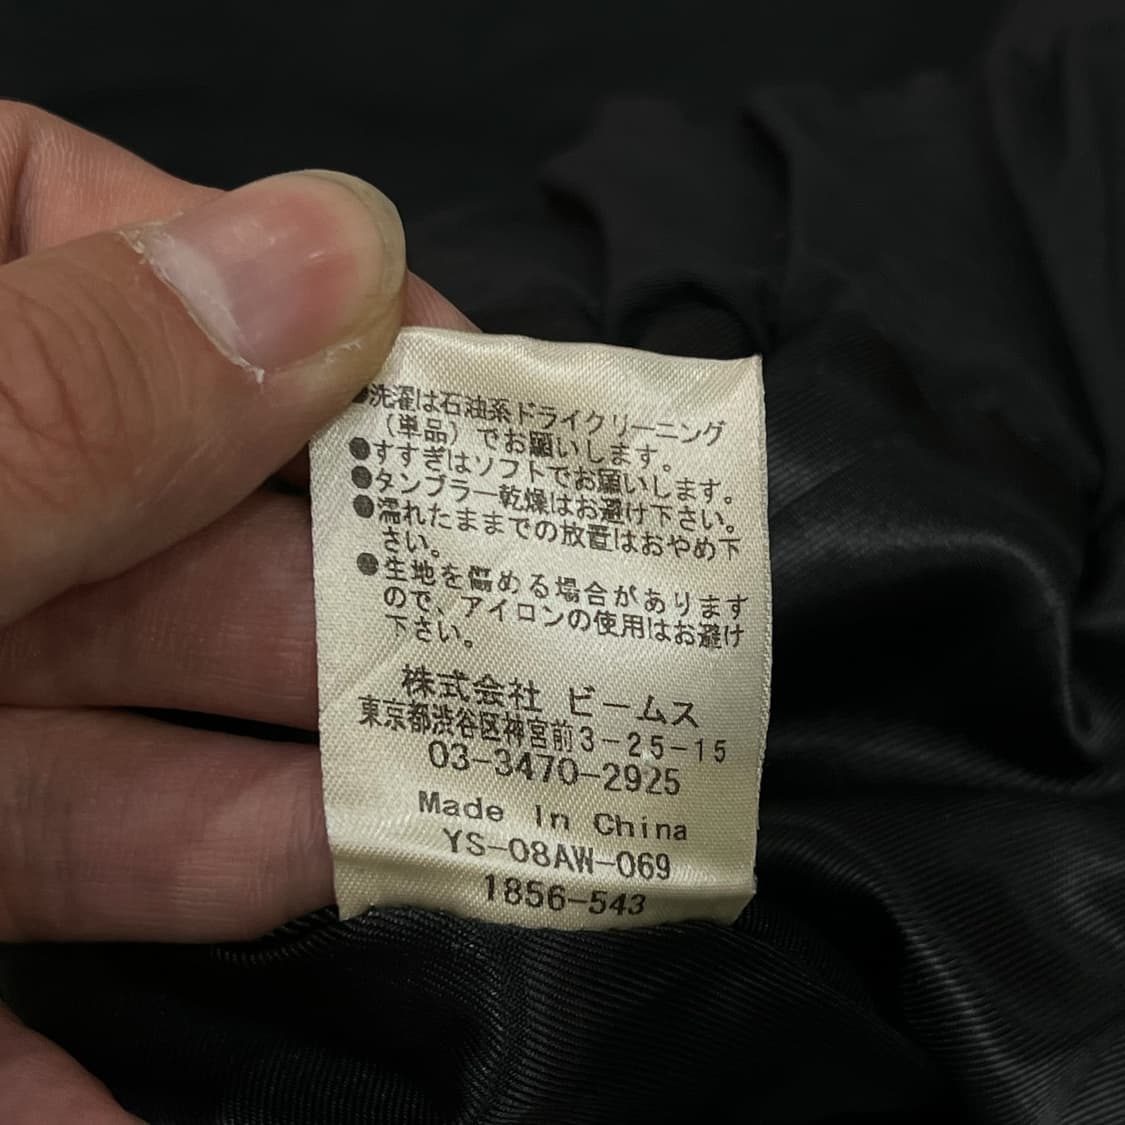 ●洗濯は石油系ドライクリーニング
(単品)でお願いします。
●すすぎはソフトでお願いします。
●タンブラー乾燥はお避け下さい。
●濡れたままでの放置はおやめ下
さい。
●生地を傷める場合があります
ので、アイロンの使用はお避け
下さい。
株式会社 ビームス
東京都渋谷区神宮前3-25-15
03-3470-2925
Made In China
YS-08AW-069
1856-543